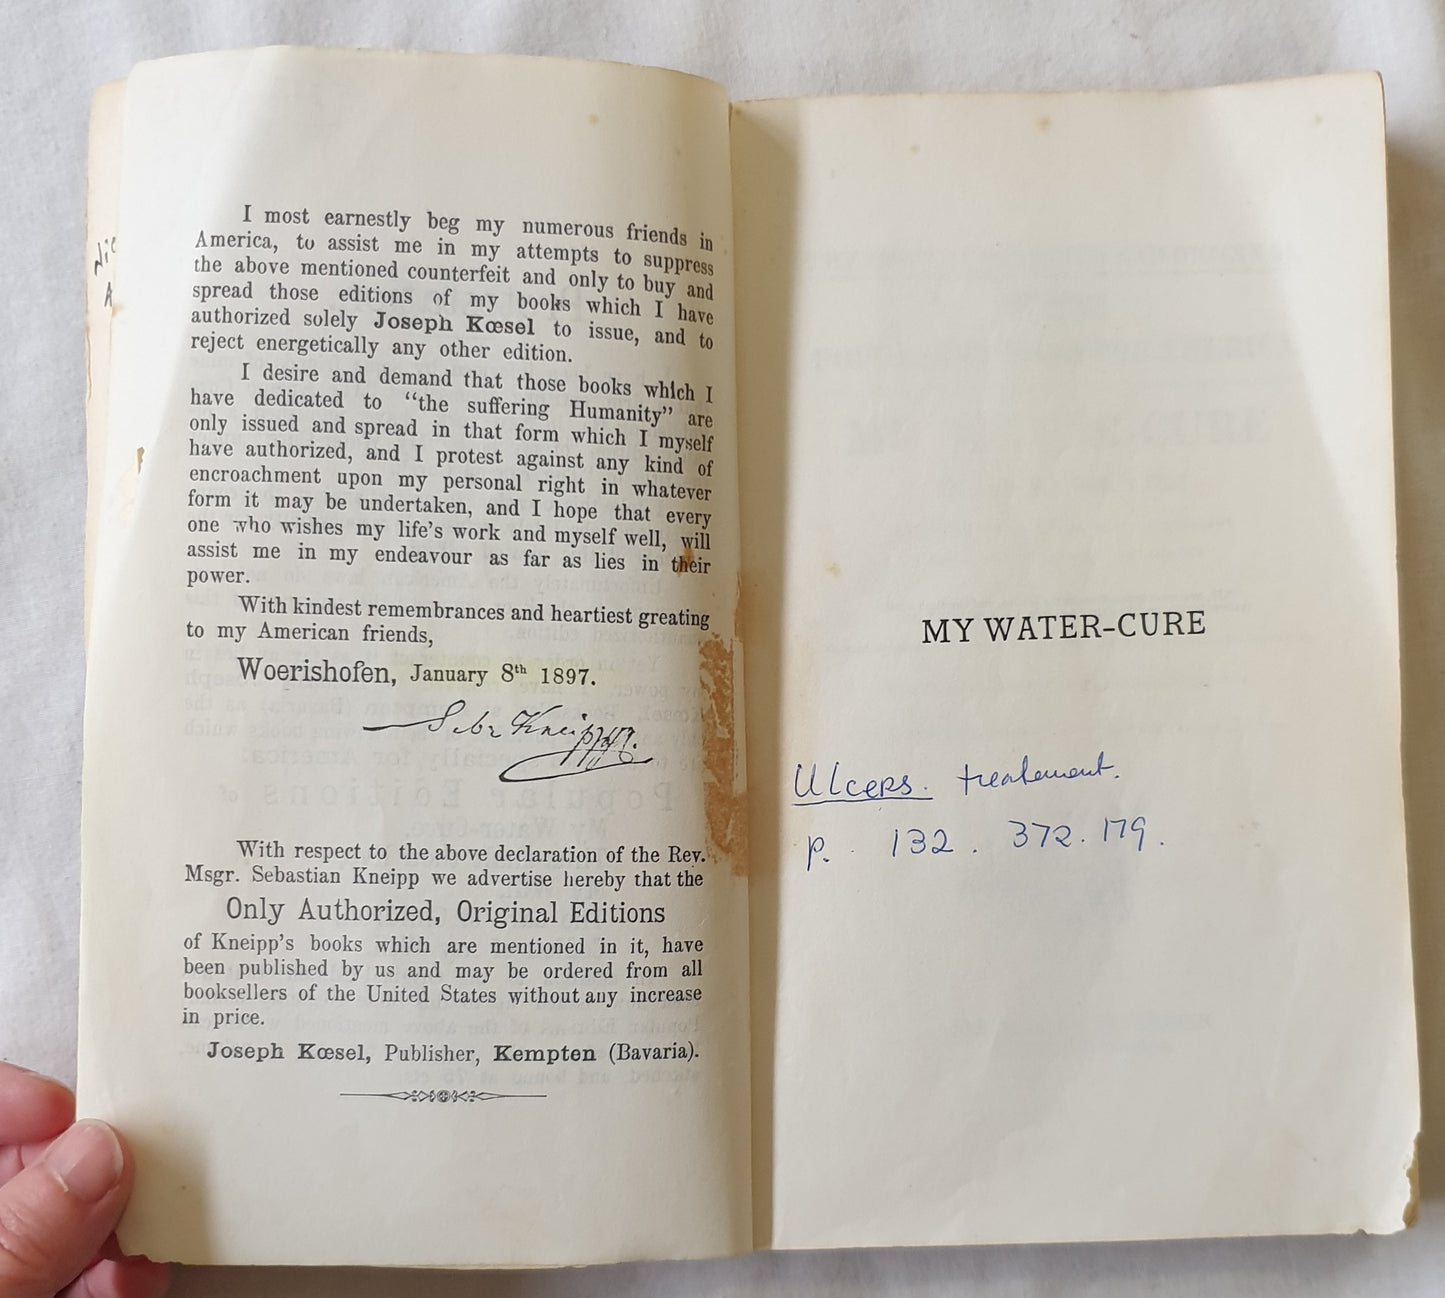 I most earnestly beg my numerous friends in
America, to assist me in my attempts to suppress
the above mentioned counterfeit and only to buy and
spread those editions of my books which I have
authorized solely Joseph Kœsel to issue, and to
reject energetically any other edition.
I desire and demand that those books which I
have dedicated to “the suffering Humanity” are
only issued and spread in that form which I myself
have authorized, and I protest against any kind of
encroachment upon my personal right in whatever
form it may be undertaken, and I hope that every
one who wishes my life's work and myself well, will
assist me in my endeavour as far as lies in their
power.
With kindest remembrances and heartiest greating
to my American friends,
Woerishofen, January 8th 1897.
Seb. Kneipp
With respect to the above declaration of the Rev.
Msgr. Sebastian Kneipp we advertise hereby that the
Only Authorized, Original Editions
of Kneipp's books which are mentioned in it, have
been published by us and may be ordered from all
booksellers of the United States without any increase
in price.
Joseph Kœsel, Publisher, Kempten (Bavaria).
MY WATER-CURE
Ulcers. treatement.
p. 132. 372. 179.